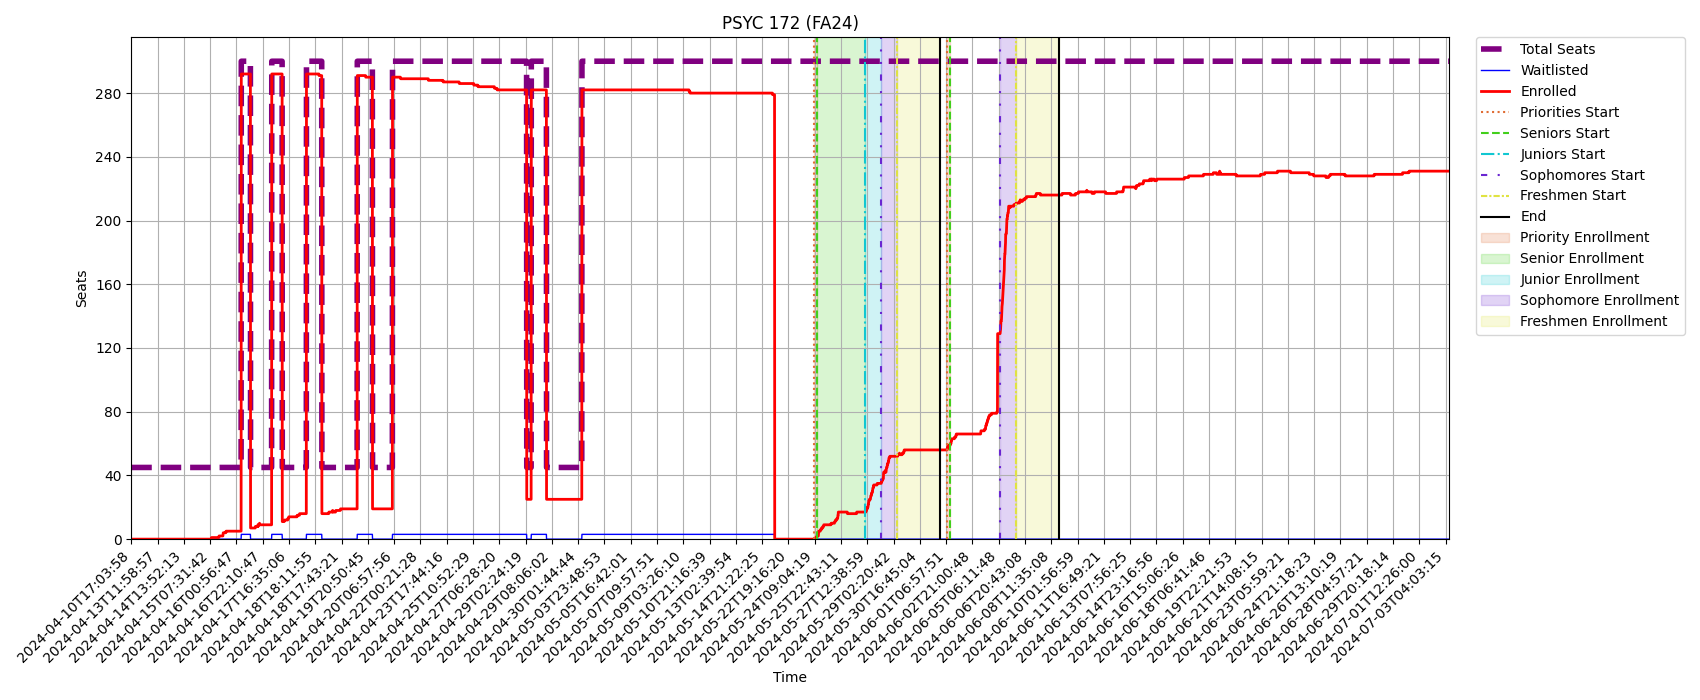 PSYC 172 (FA24)
Seats
280
240
200
160
120
80
40
0
2024-04-10T17:03:58
2024-04-13T11:58:57
2024-04-14T13:52:13
2024-04-15T07:31:42
2024-04-16T00:56:47
2024-04-16T22:10:47
2024-04-17T16:35:06
2024-04-18T18:11:55
2024-04-18T17:43:21
2024-04-19T20:50:45
2024-04-20T06:57:56
2024-04-22T00:21:28
2024-04-23T17:44:16
2024-04-25T10:52:29
2024-04-27T06:28:20
2024-04-29T02:24:19
2024-04-29T08:06:02
2024-04-30T01:44:44
2024-05-03T23:48:53
2024-05-05T16:42:01
2024-05-07T09:57:51
2024-05-09T03:26:10
2024-05-10T21:16:39
2024-05-13T02:39:54
2024-05-14T21:22:25
2024-05-22T19:16:20
2024-05-24T09:04:19
2024-05-25T22:43:11
2024-05-27T12:38:59
2024-05-29T02:20:42
2024-05-30T16:45:04
2024-06-01T06:57:51
2024-06-02T21:00:48
2024-06-05T06:11:48
2024-06-06T20:43:08
2024-06-08T11:35:08
2024-06-10T01:56:59
2024-06-11T16:49:21
2024-06-13T07:56:25
2024-06-14T23:16:56
2024-06-16T15:06:26
2024-06-18T06:41:46
2024-06-19T22:21:53
2024-06-21T14:08:15
2024-06-23T05:59:21
2024-06-24T21:18:23
2024-06-26T13:10:19
2024-06-28T04:57:21
2024-06-29T20:18:14
2024-07-01T12:26:00
2024-07-03T04:03:15
Time
Total Seats
Waitlisted
Enrolled
Priorities Start
Seniors Start
Juniors Start
Sophomores Start
Freshmen Start
End
Priority Enrollment
Senior Enrollment
Junior Enrollment
Sophomore Enrollment
Freshmen Enrollment